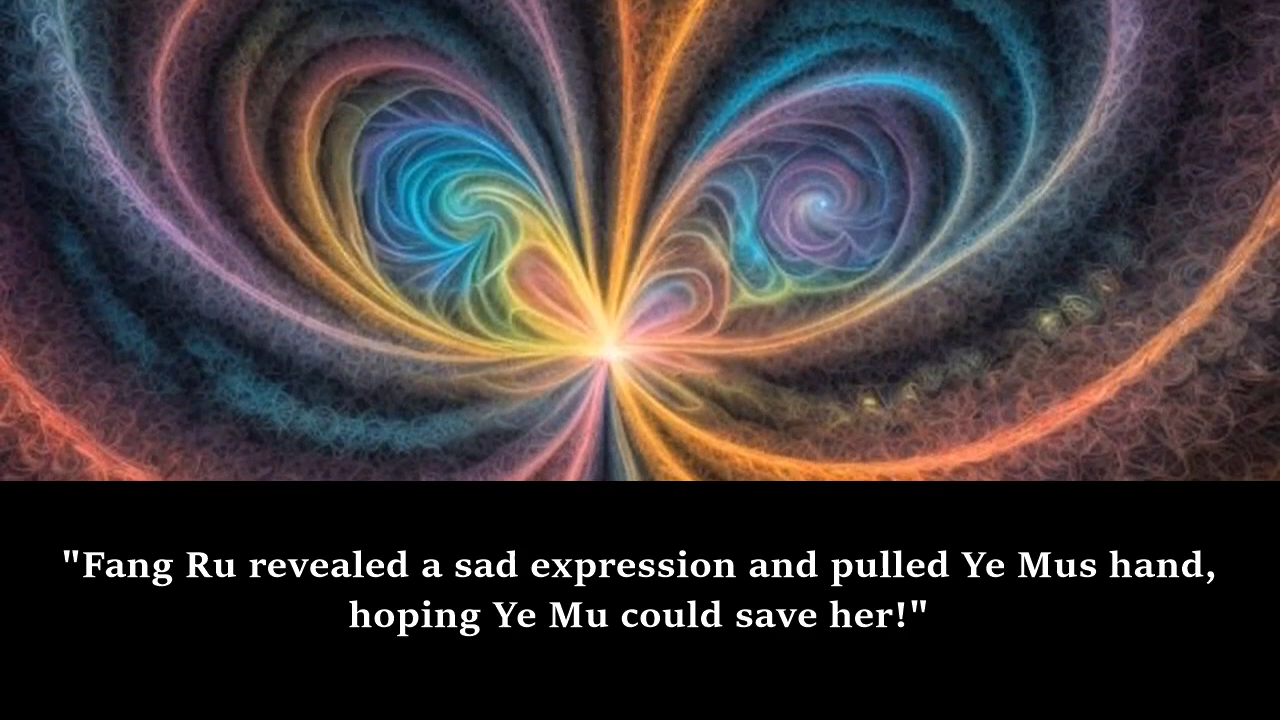 "Fang Ru revealed a sad expression and pulled Ye Mus hand,
hoping Ye Mu could save her!"